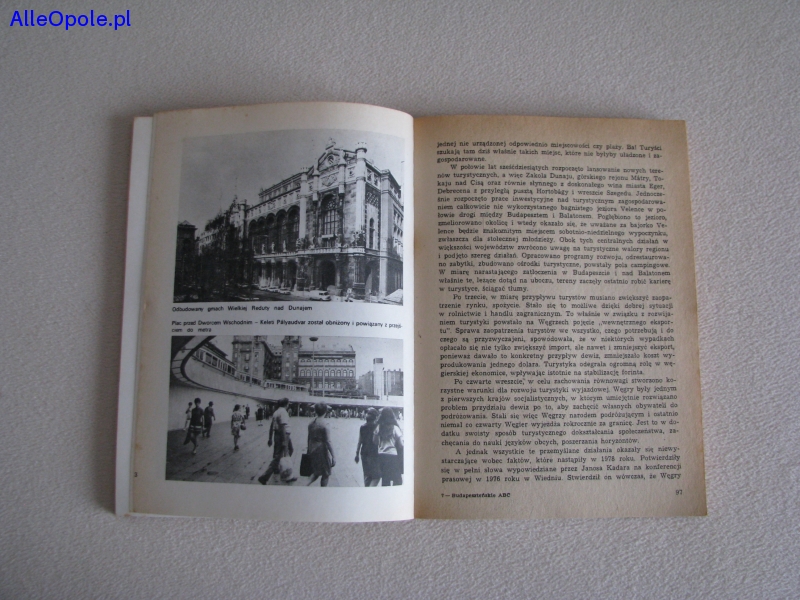 AlleOpole.pl
Odbudowany gmach Wielkiej Reduty nad Dunajem
Plac przed Dworcem Wschodnim – Keleti Pályaudvar został obniżony i powiązany z przejś-
ciem do metra
jednej nie urządzonej odpowiednio miejscowości czy plaży. Ba! Turyści
szukają tam dziś właśnie takich miejsc, które nie byłyby uładzone i za-
gospodarowane.
W połowie lat sześćdziesiątych rozpoczęto lansowanie nowych tere-
nów turystycznych, a więc Zakola Dunaju, górskiego rejonu Mátry, To-
kaju nad Cisą oraz równie słynnego z doskonałego wina miasta Eger,
Debreczna z przyległą pusztą Hortobágy i wreszcie Szegedu. Jednocze-
śnie rozpoczęto prace inwestycyjne nad turystycznym zagospodarowa-
niem całkowicie nie wykorzystanego bagnistego jeziora Velence w po-
łowie drogi między Budapesztem i Balatonem. Pogłębiono to jezioro,
zmeliorowano okolicę i wtedy okazało się, że uważane za bajorko Ve-
lence będzie znakomitym miejscem sobotnio-niedzielnego wypoczynku,
zwłaszcza dla stołecznej młodzieży. Obok tych centralnych działań w
większości województw zwrócono uwagę na turystyczne walory regionu
i podjęto szereg działań. Opracowano programy rozwoju, odrestaurowa-
no zabytki, zbudowano ośrodki turystyczne, powstały pola campingowe.
W miarę narastającego zatłoczenia w Budapeszcie i nad Balatonem
właśnie te, leżące dotąd na uboczu, tereny zaczęły ostatnio robić karierę
w turystyce, ściągać tłumy.
Po trzecie, w miarę przypływu turystów musiano zwiększyć zaopa-
trzenie rynku, spożycie. Stało się to możliwe dzięki dobrej sytuacji
w rolnictwie i handlu zagranicznym. To właśnie w związku z rozwi-
janiem turystyki powstało na Węgrzech pojęcie „wewnętrznego ekspor-
tu". Sprawa zaopatrzenia turystów we wszystko, czego potrzebują i do
czego są przyzwyczajeni, spowodowała, że w niektórych wypadkach
opłacało się nie tylko zwiększyć import, ale nawet i zmniejszyć eksport,
ponieważ dawało to konkretny przypływ dewiz, zmniejszało koszt wy-
produkowania jednego dolara. Turystyka odegrała ogromną rolę w wę-
gierskiej ekonomice, wpływając istotnie na stabilizację forinta.
Po czwarte wreszcie, w celu zachowania równowagi stworzono ko-
rzystne warunki dla rozwoju turystyki wyjazdowej. Węgry były jednym
z pierwszych krajów socjalistycznych, w którym umiejętnie rozwiązano
problem przydziału dewiz po to, aby zachęcić własnych obywateli do
podróżowania. Stali się więc Węgrzy narodem podróżującym i ostatnio
niemal co czwarty Węgier wyjeżdża rokrocznie za granicę. Jest to w do-
datku swoisty sposób turystycznego dokształcania społeczeństwa, za-
chęcania do nauki języków obcych, poszerzania horyzontów.
A jednak wszystkie te przemyślane działania okazały się niewy-
starczające wobec faktów, które nastąpiły w 1978 roku. Potwierdziły
się w pełni słowa wypowiedziane przez Janosa Kadara na konferencji
prasowej w 1976 roku w Wiedniu. Stwierdził on wówczas, że Węgry
7 — Budapesztańskie ABC
97